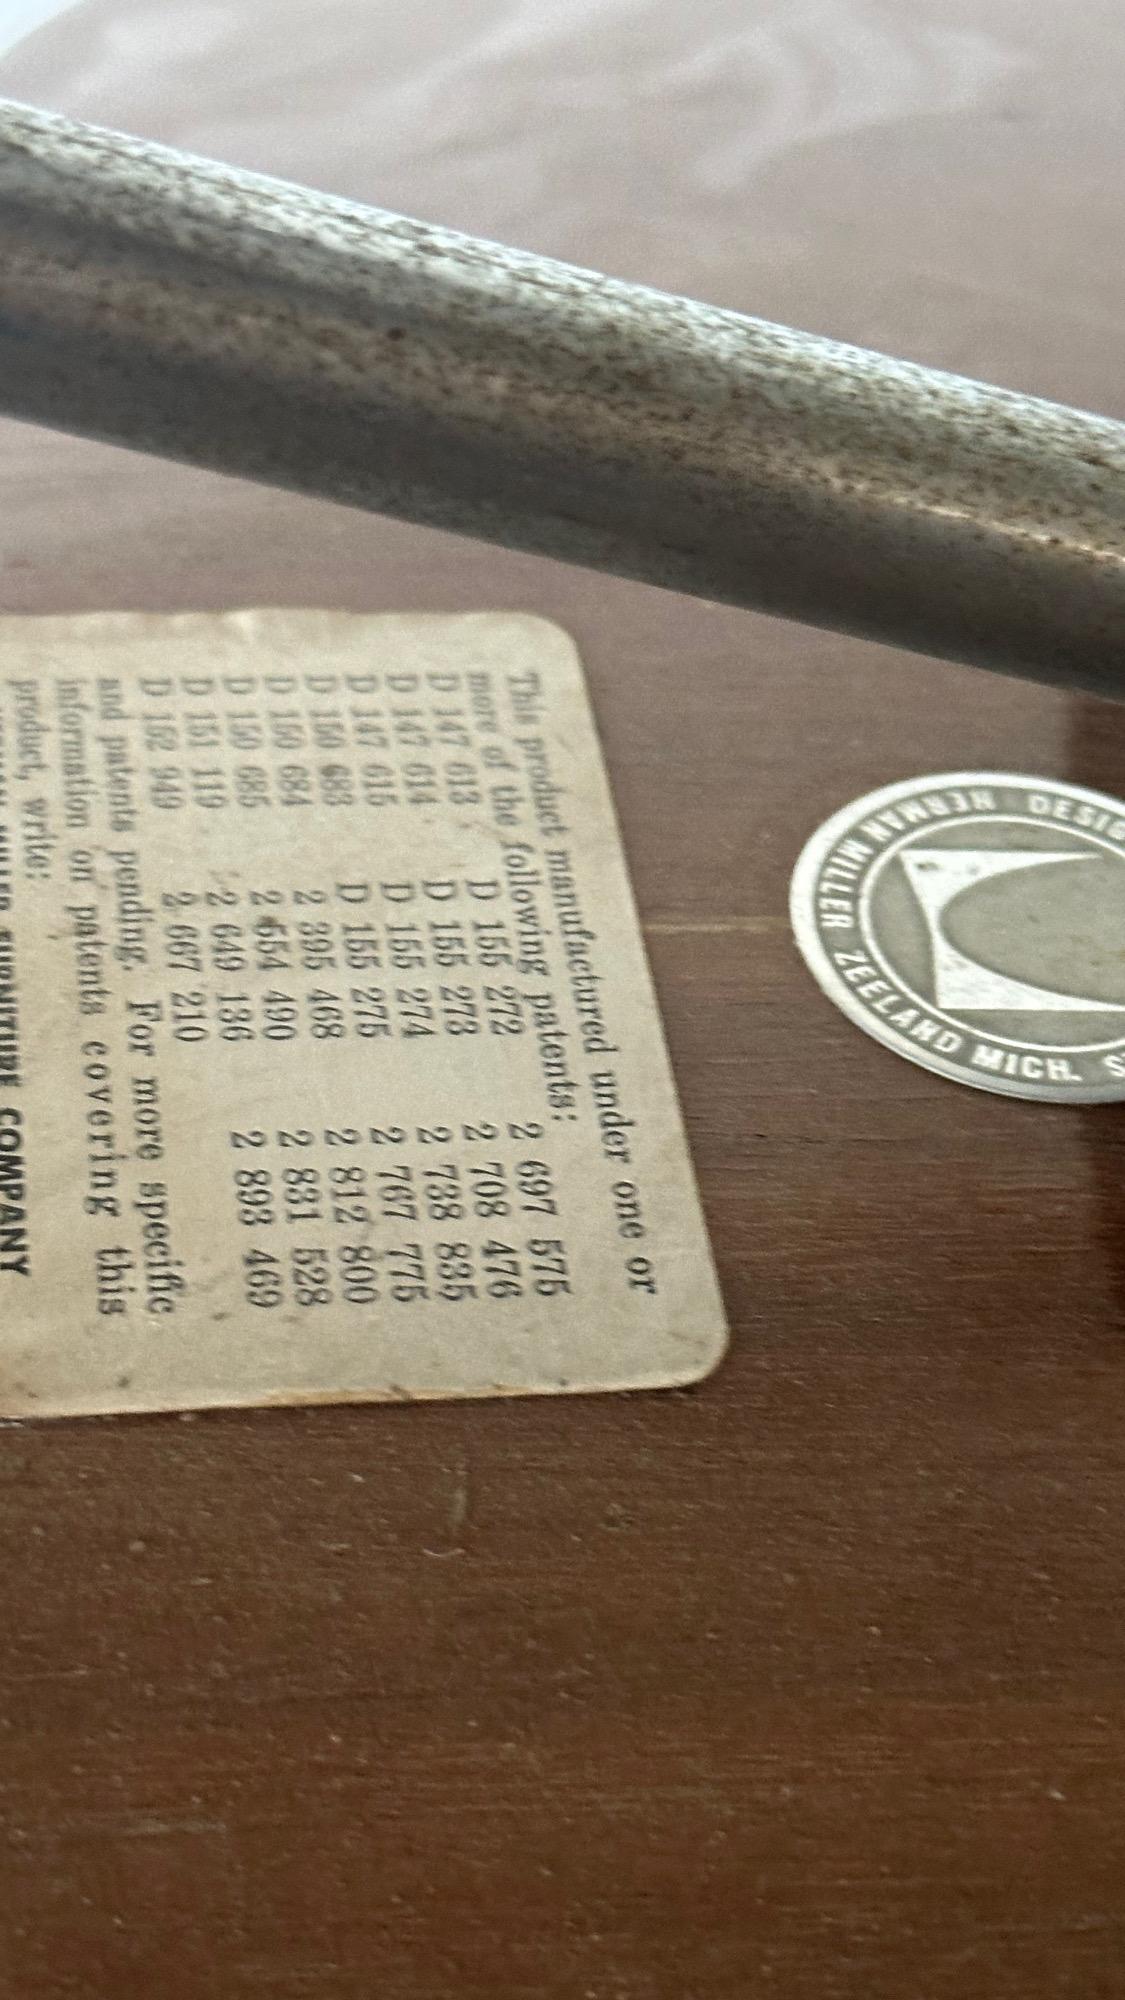 This product manufactured under one or
more of the following patents:
D 147 613 D 155 272 2 697 575
D 147 614 D 155 273 2 708 476
D 147 615 D 155 274 2 738 835
D 150 683 D 155 275 2 767 775
D 150 684 2 395 468 2 812 800
D 150 685 2 554 490 2 831 528
D 151 119 2 649 136 2 893 469
D 152 949 2 667 210
and patents pending. For more specific
information on patents covering this
product, write:
FURNITURE COMPANY
HERMAN MILLER ZEELAND MICH.